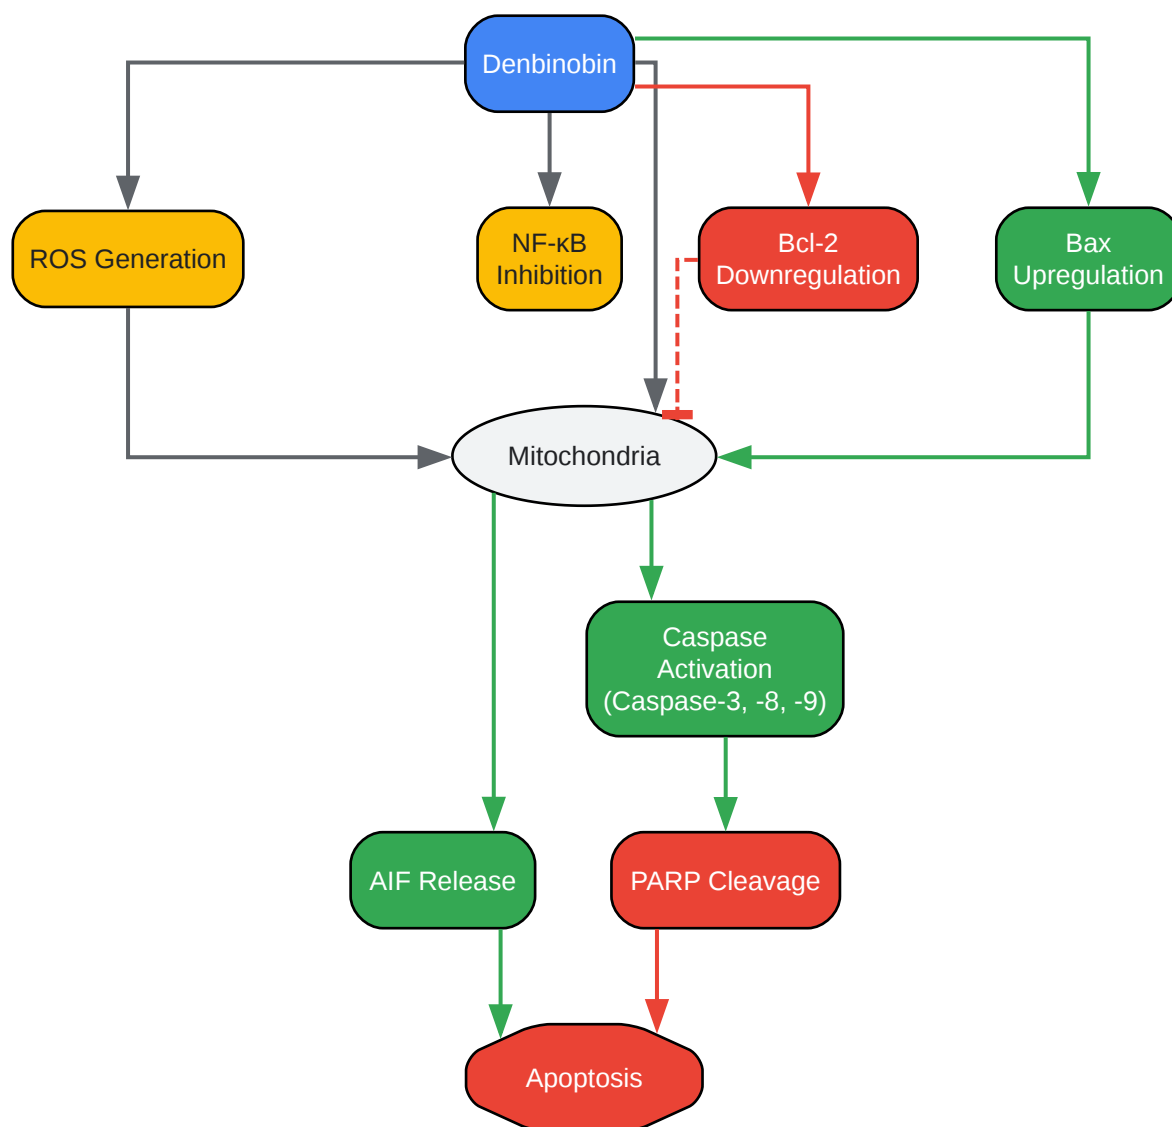 Denbinobin
ROS Generation
NF-κB
Inhibition
Bcl-2
Downregulation
Bax
Upregulation
Mitochondria
Caspase
Activation
(Caspase-3, -8, -9)
AIF Release
PARP Cleavage
Apoptosis